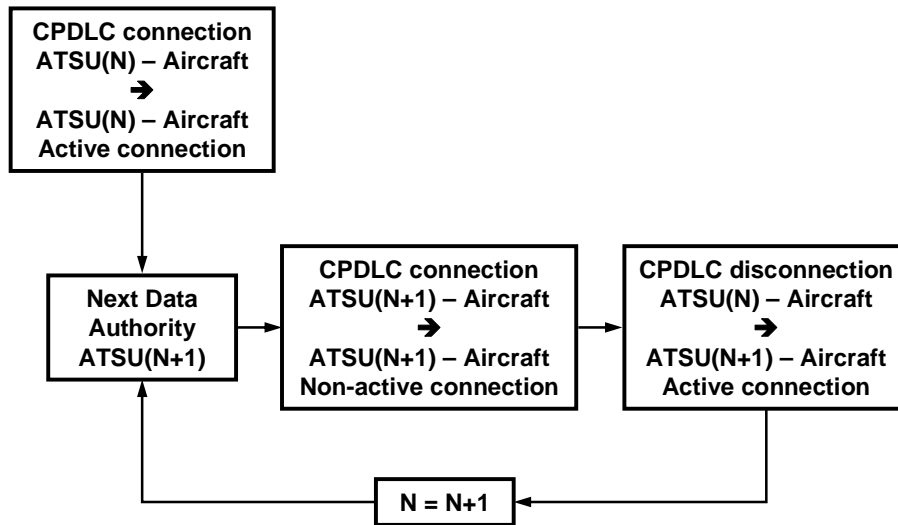 CPDLC connection
ATSU(N) – Aircraft
➔
ATSU(N) – Aircraft
Active connection
Next Data
Authority
ATSU(N+1)
CPDLC connection
ATSU(N+1) – Aircraft
➔
ATSU(N+1) – Aircraft
Non-active connection
CPDLC disconnection
ATSU(N) – Aircraft
➔
ATSU(N+1) – Aircraft
Active connection
N = N+1